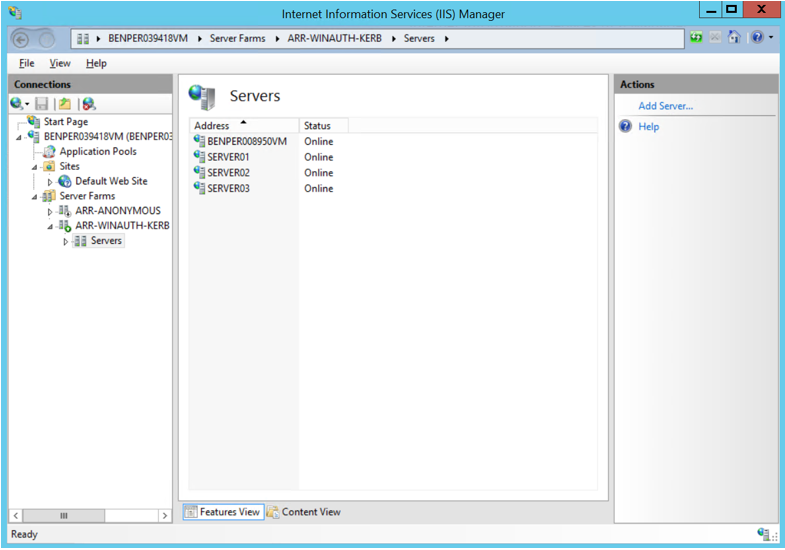 Internet Information Services (IIS) Manager
BENPER039418VM Server Farms ARR-WINAUTH-KERB Servers
File View Help
Connections
Start Page
BENPER039418VM (BENPER03
Application Pools
Sites
Default Web Site
Server Farms
ARR-ANONYMOUS
ARR-WINAUTH-KERB
Servers
Servers
Address Status
BENPER008950VM Online
SERVER01 Online
SERVER02 Online
SERVER03 Online
Features View Content View
Actions
Add Server...
Help
Ready